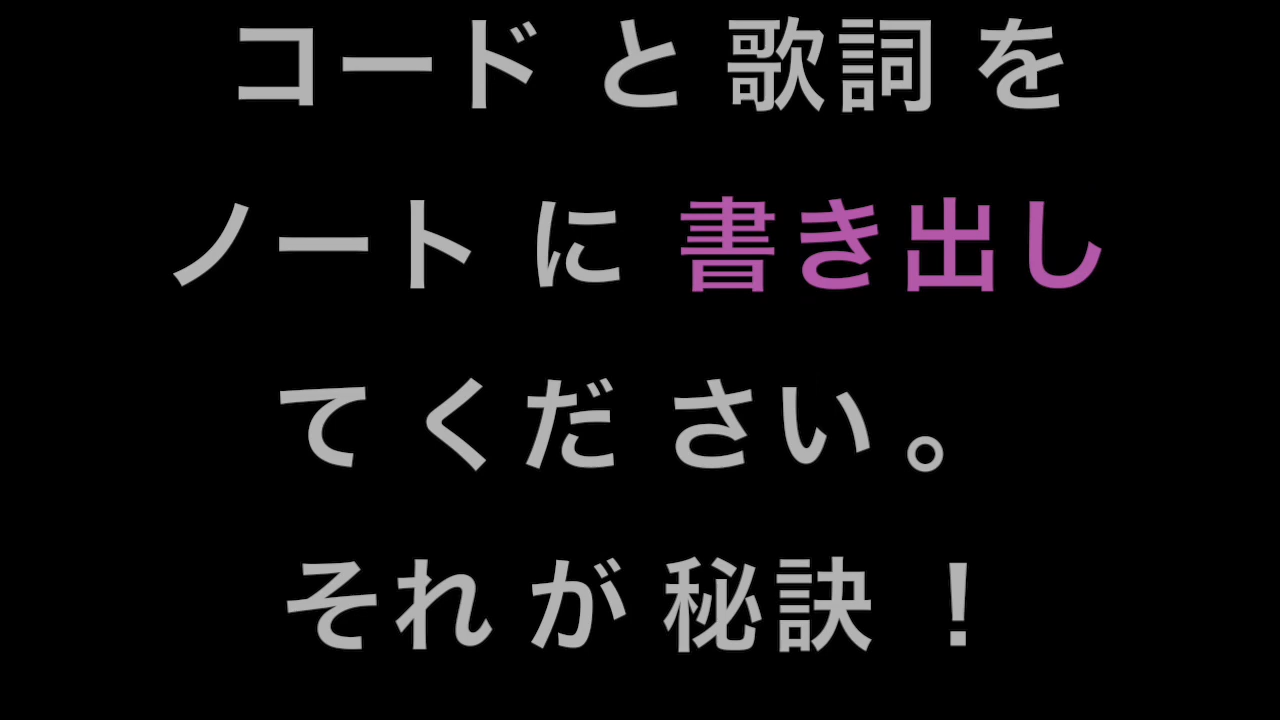 コード と 歌詞 を
ノート に 書き出し
て くだ さい 。
それ が 秘訣 ！